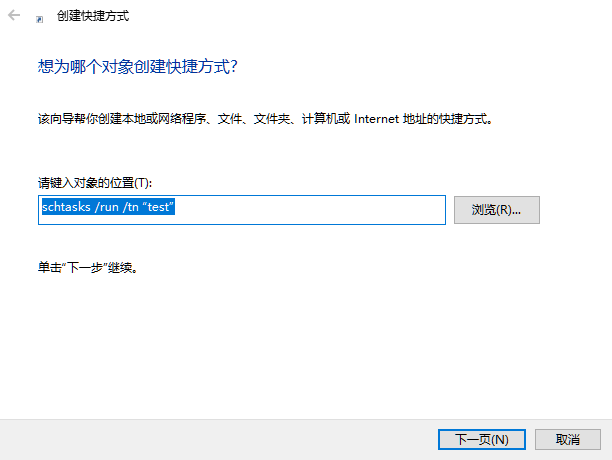 创建快捷方式
想为哪个对象创建快捷方式?
该向导帮你创建本地或网络程序、文件、文件夹、计算机或 Internet 地址的快捷方式。
请键入对象的位置(T):
schtasks /run /tn “test”
浏览(R)...
单击“下一步”继续。
下一页(N)
取消